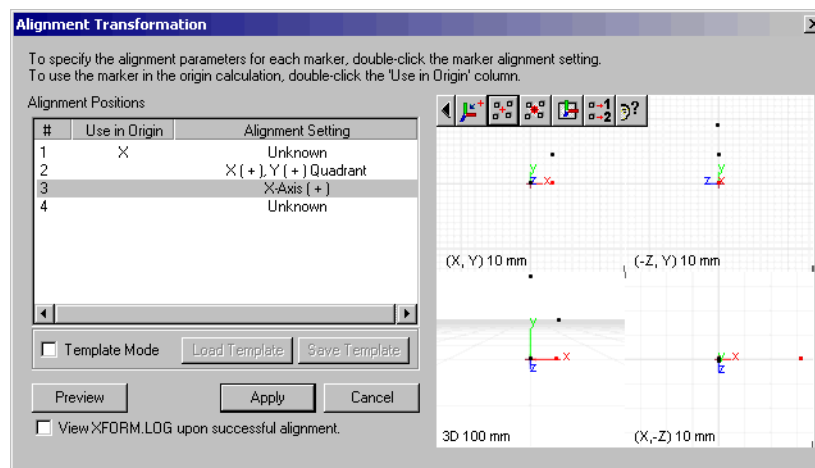 Alignment Transformation
To specify the alignment parameters for each marker, double-click the marker alignment setting.
To use the marker in the origin calculation, double-click the 'Use in Origin' column.
Alignment Positions
# Use in Origin Alignment Setting
1 X Unknown
2 X ( + ), Y ( + ) Quadrant
3 X-Axis ( + )
4 Unknown
Template Mode Load Template Save Template
Preview Apply Cancel
View XFORM.LOG upon successful alignment.
1 2 ?
Y Z X
(X, Y) 10 mm
Y Z X
(-Z, Y) 10 mm
Y X Z
3D 100 mm
Y X Z
(X,-Z) 10 mm